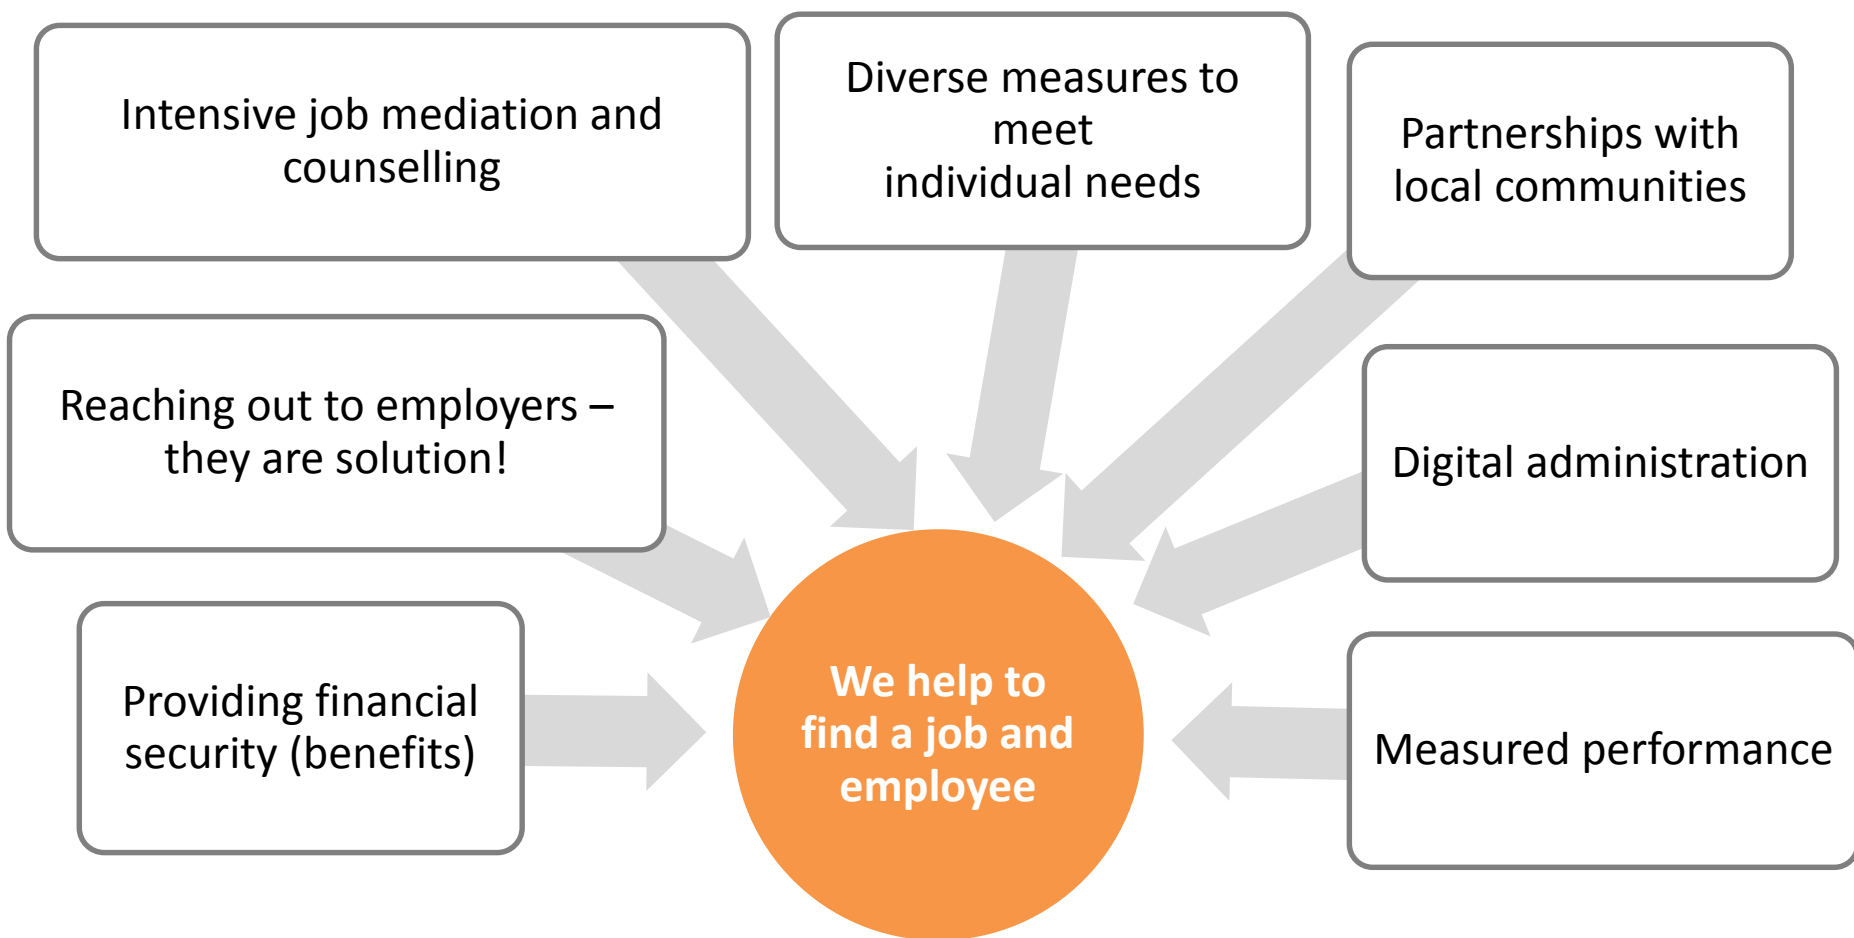 Intensive job mediation and
counselling
Diverse measures to
meet
individual needs
Partnerships with
local communities
Reaching out to employers –
they are solution!
Digital administration
Providing financial
security (benefits)
We help to
find a job and
employee
Measured performance